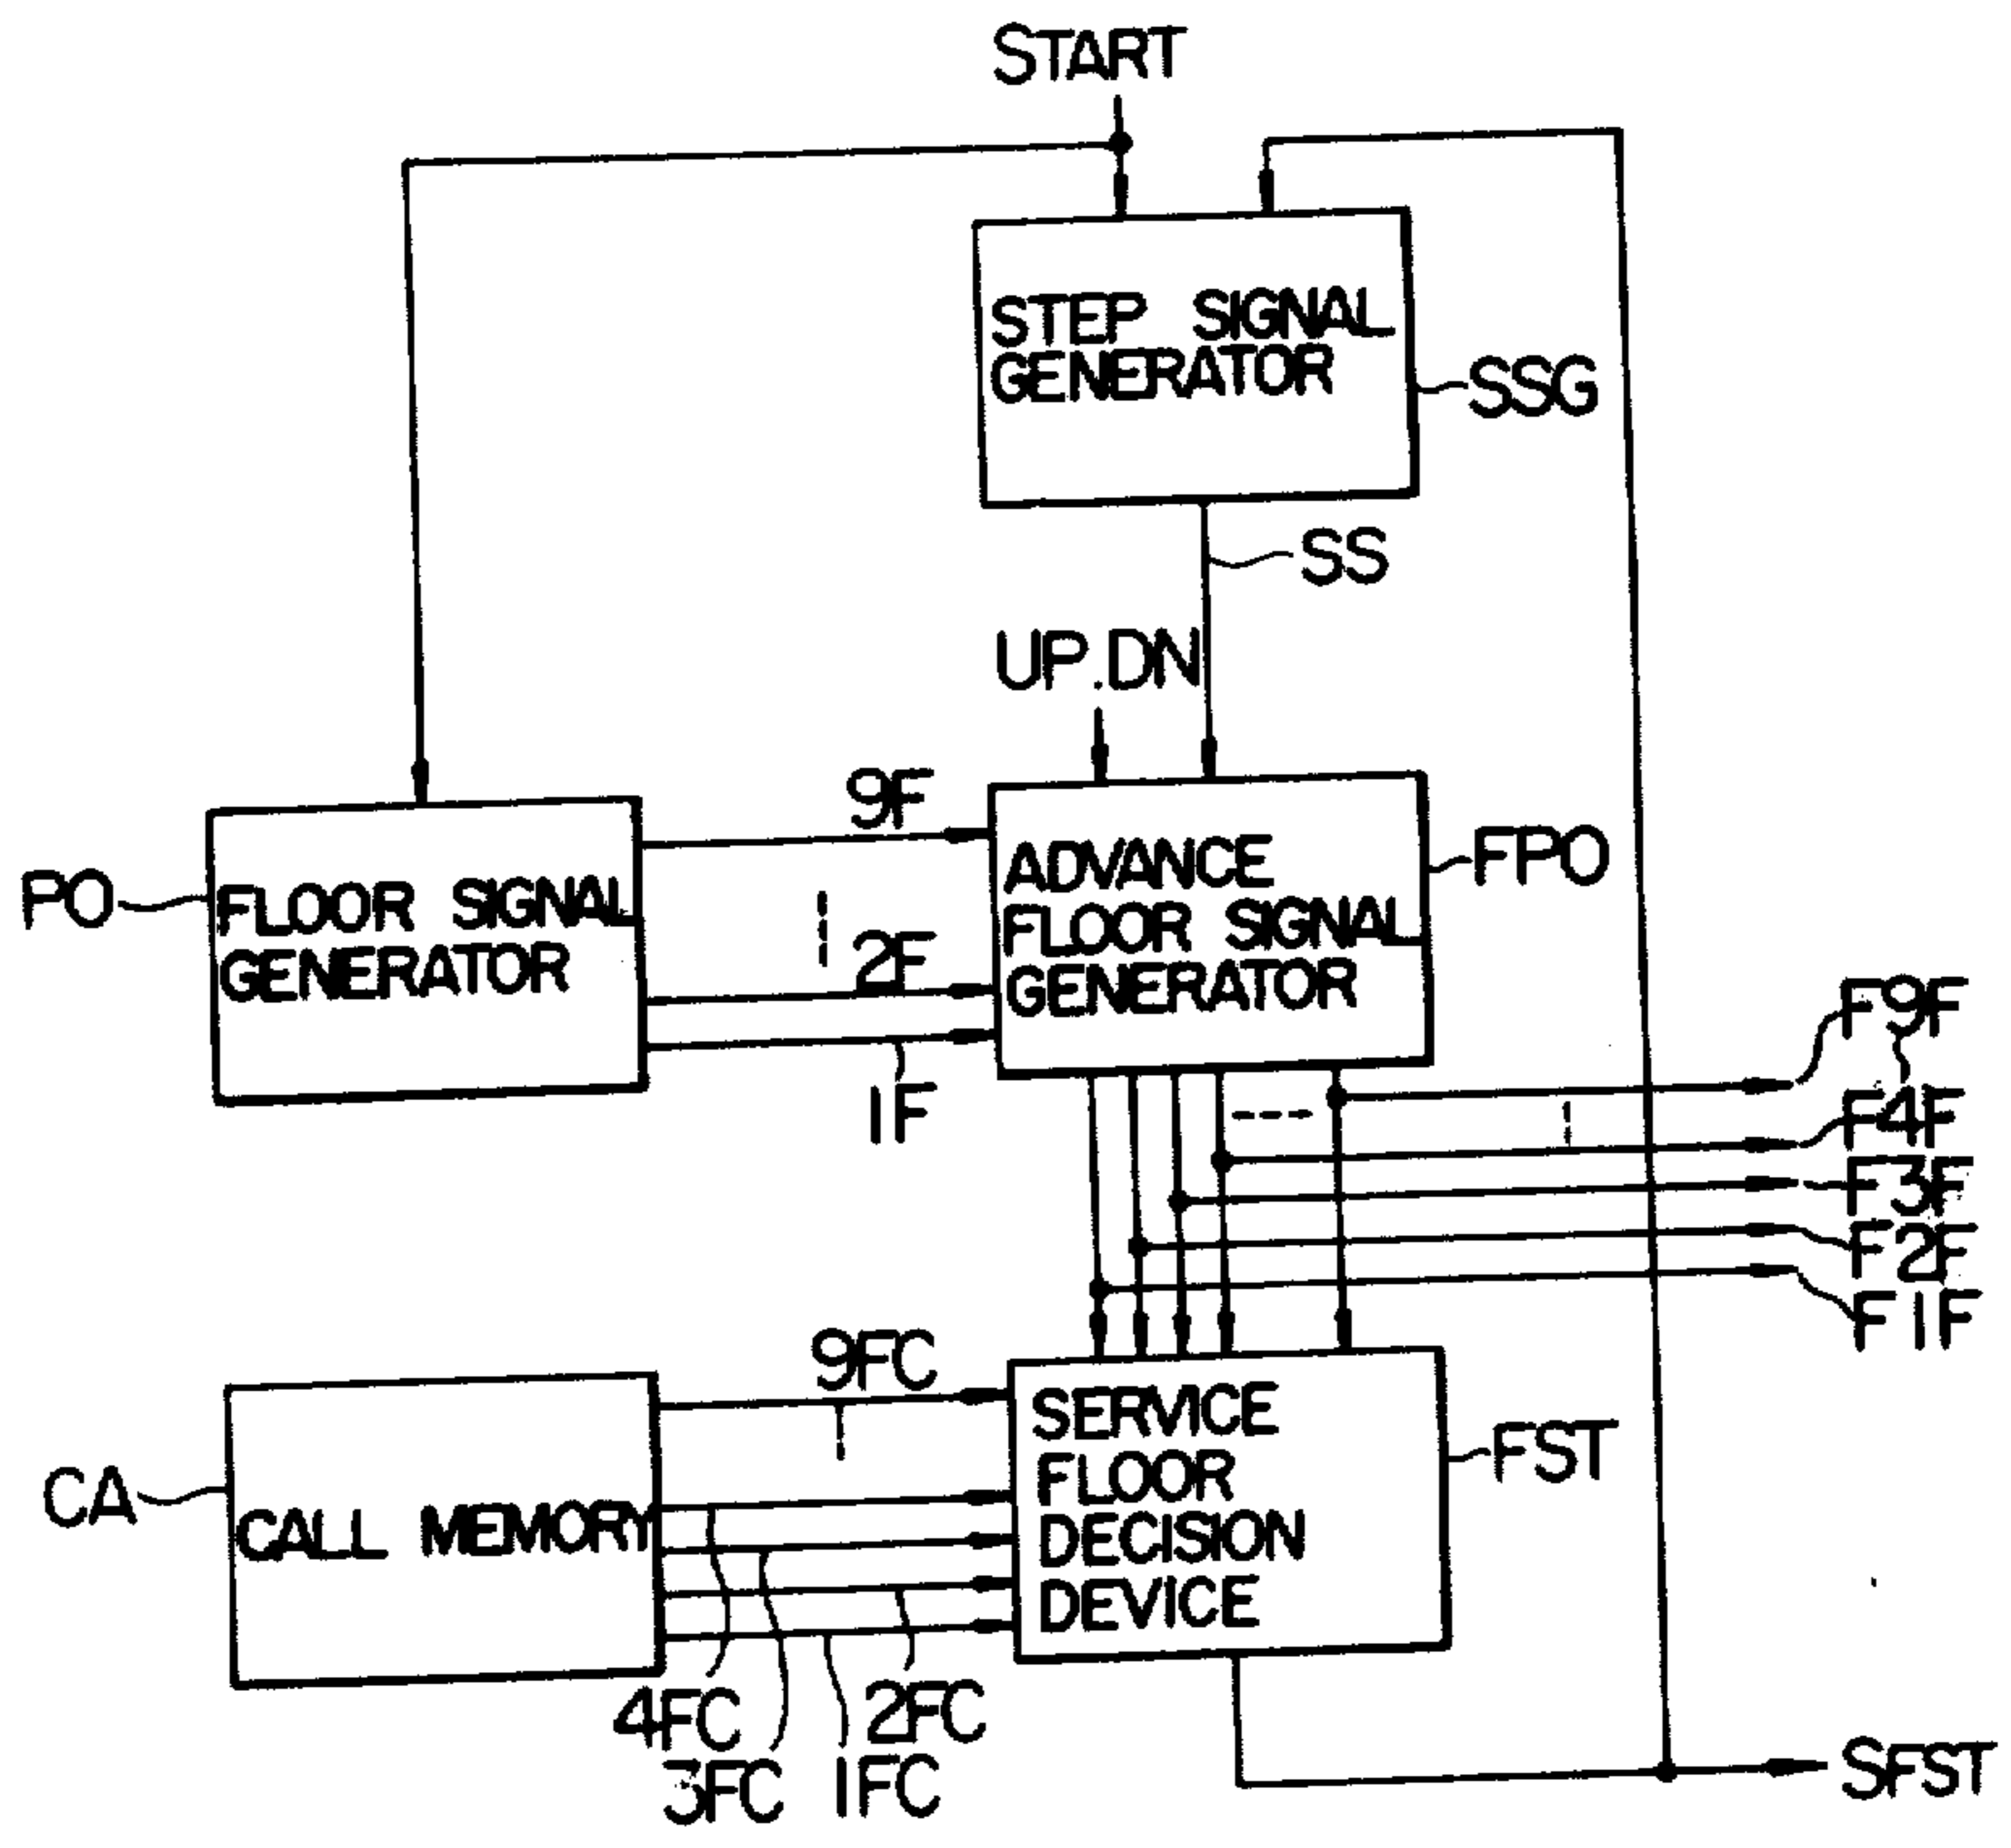 START
STEP SIGNAL
GENERATOR
SSG
SS
UP.DN
9F
FLOOR SIGNAL
GENERATOR
PO
2F
1F
ADVANCE
FLOOR SIGNAL
GENERATOR
FPO
F9F
F4F
F3F
F2F
F1F
9FC
CA
CALL MEMORY
SERVICE
FLOOR
DECISION
DEVICE
FST
4FC
2FC
3FC
1FC
SFST